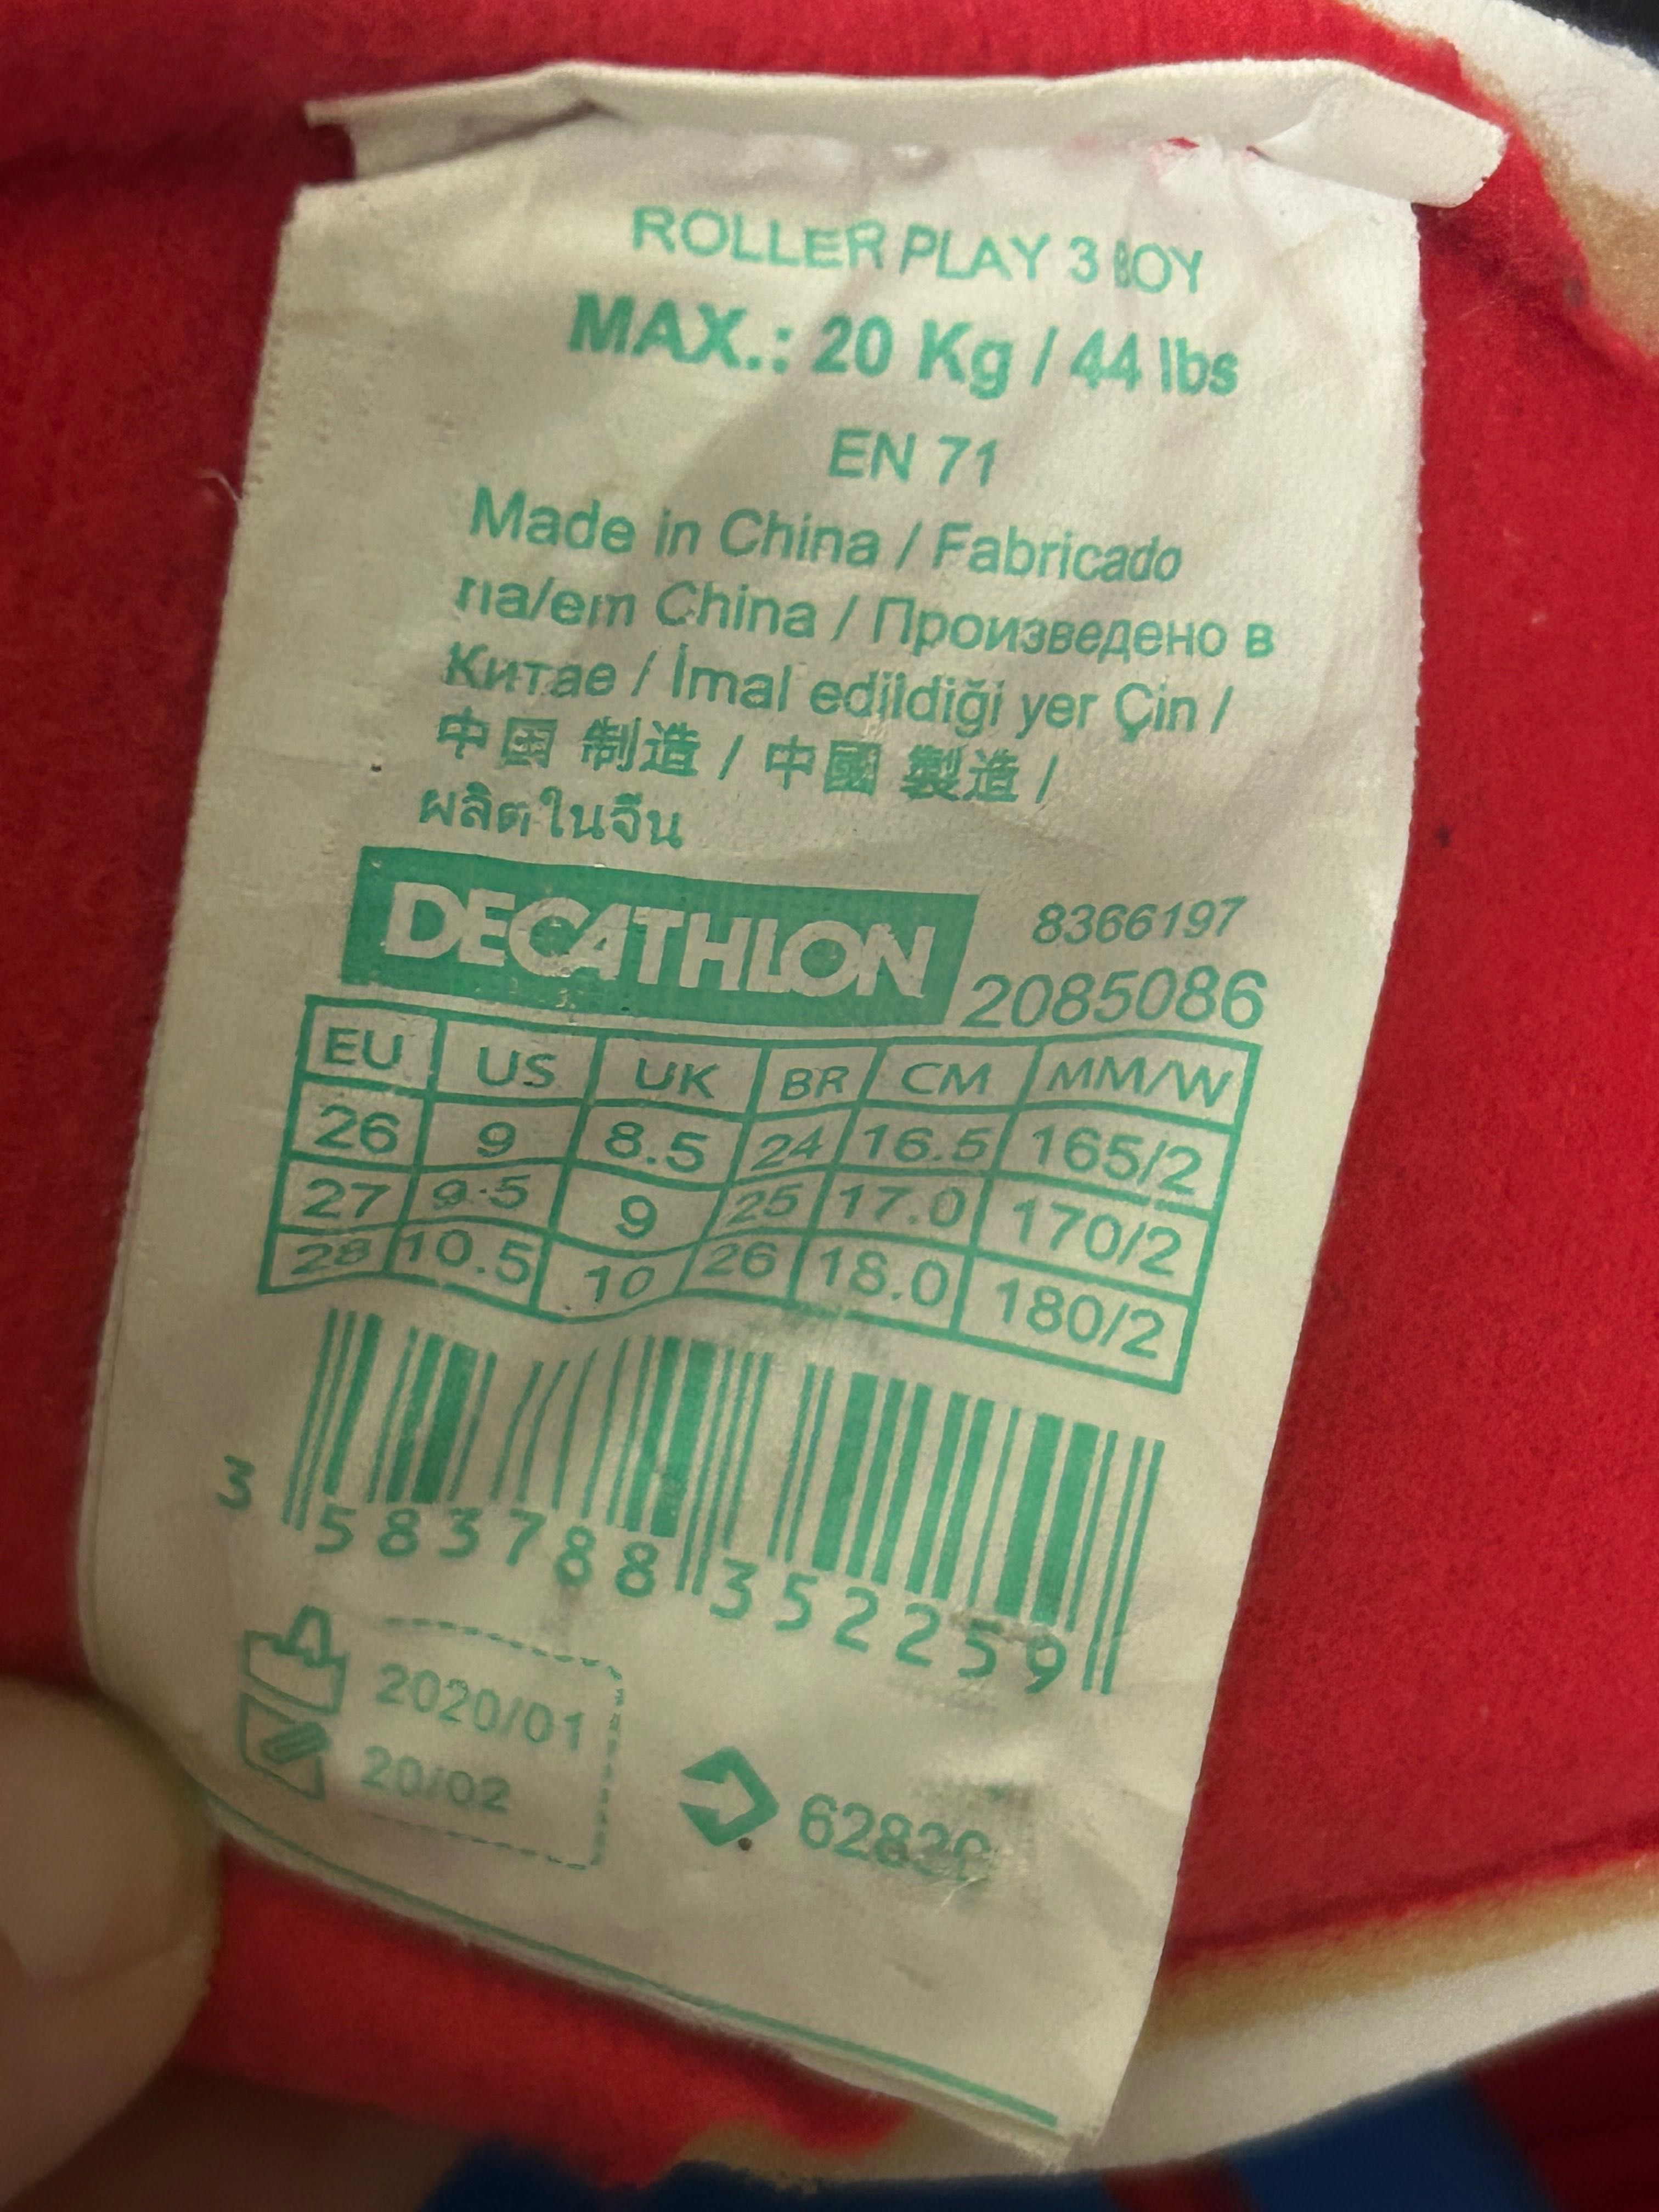 ROLLER PLAY 3 BOY
MAX.: 20 Kg / 44 lbs
EN 71
Made in China / Fabricado
na/em China / Произведено в
Китае / İmal edildiği yer Çin /
中国 制造 / 中國 製造 /
ผลิตในจีน
DECATHLON 8366197
2085086
EU US UK BR CM MM/W
26 9 8.5 24 16.5 165/2
27 9.5 9 25 17.0 170/2
28 10.5 10 26 18.0 180/2
3 583788 352259
2020/01
20/02